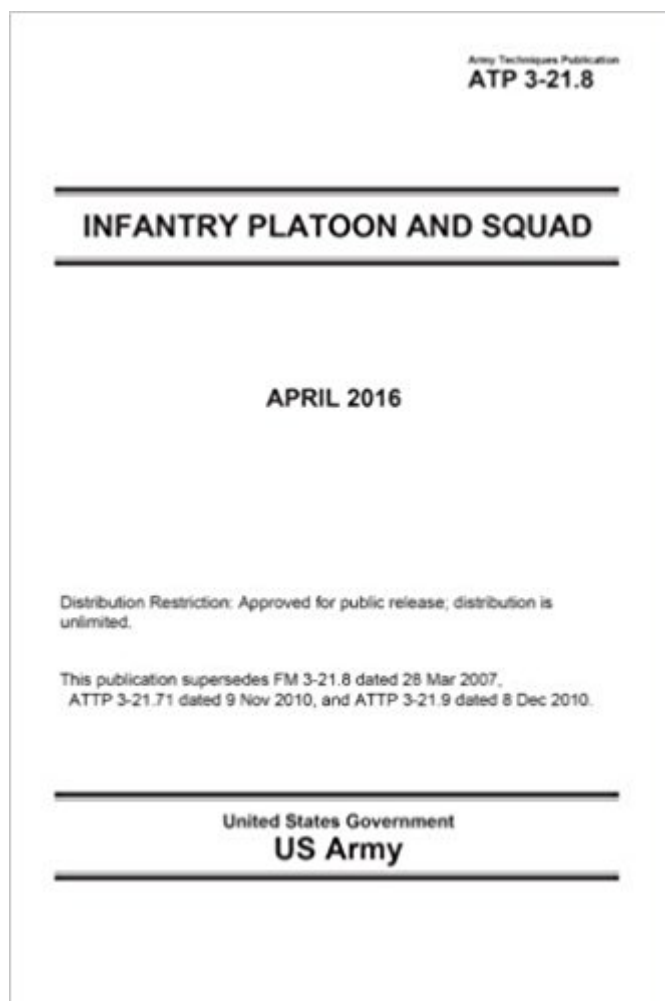 Army Techniques Publication
ATP 3-21.8
INFANTRY PLATOON AND SQUAD
APRIL 2016
Distribution Restriction: Approved for public release; distribution is
unlimited.
This publication supersedes FM 3-21.8 dated 28 Mar 2007,
ATTP 3-21.71 dated 9 Nov 2010, and ATTP 3-21.9 dated 8 Dec 2010.
United States Government
US Army